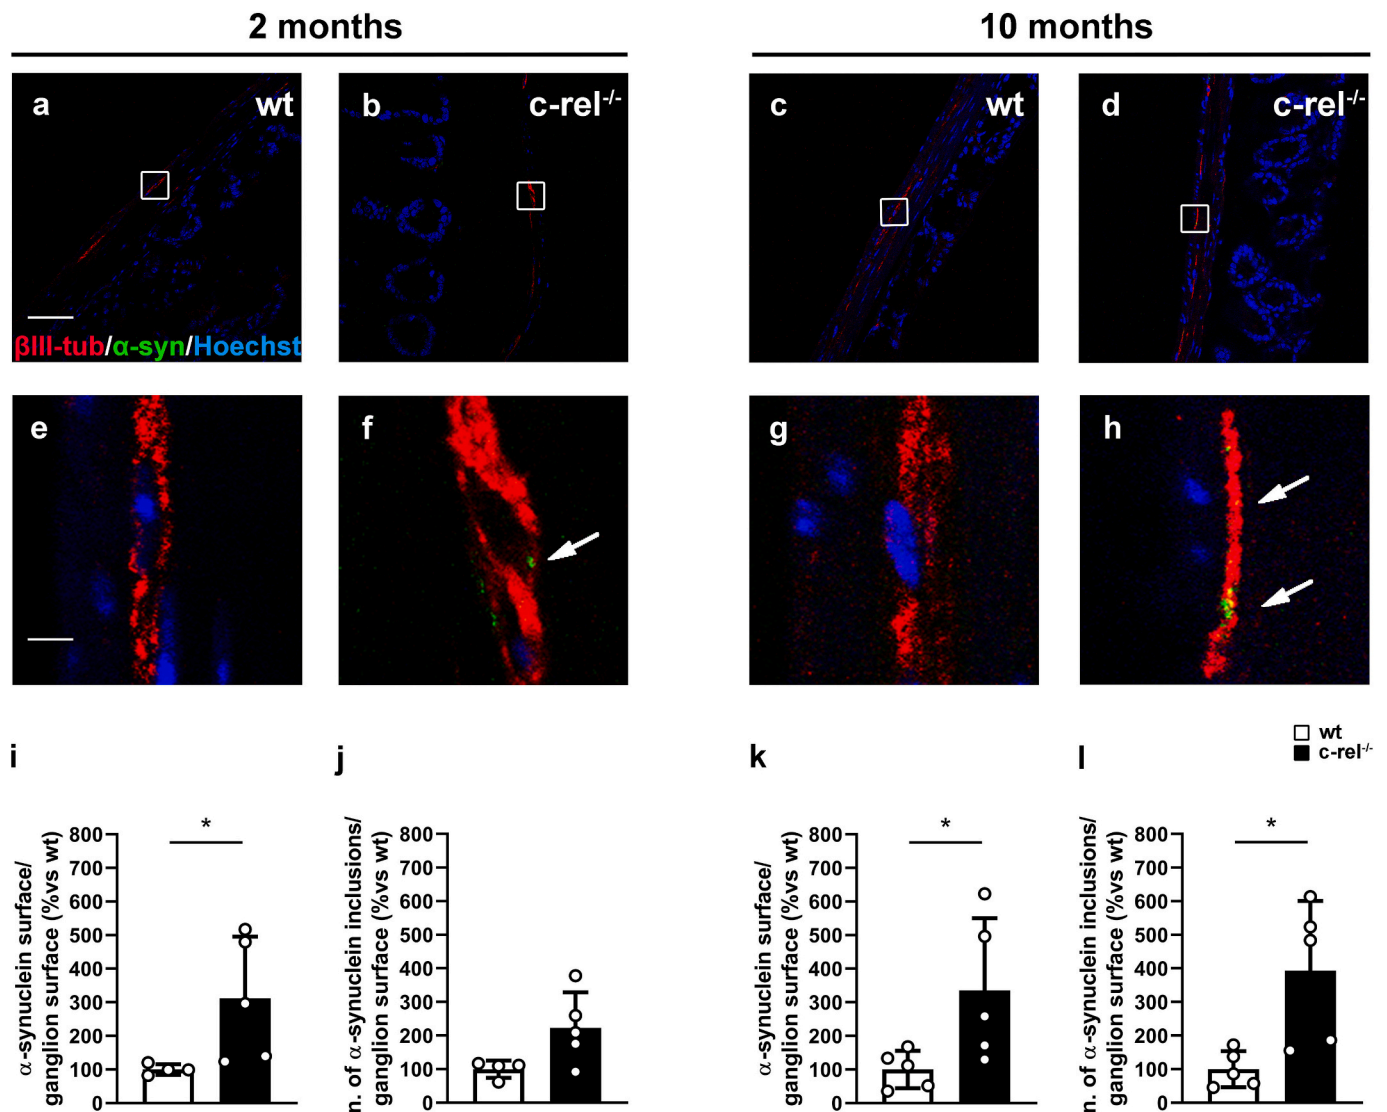 2 months
10 months
a wt
b c-rel-/-
c wt
d c-rel-/-
βIII-tub/α-syn/Hoechst
e
f
g
h
wt
c-rel-/-
i
j
k
l
α-synuclein surface/
ganglion surface (%vs wt)
800
700
600
500
400
300
200
100
0
*
n. of α-synuclein inclusions/
ganglion surface (%vs wt)
800
700
600
500
400
300
200
100
0
α-synuclein surface/
ganglion surface (%vs wt)
800
700
600
500
400
300
200
100
0
*
n. of α-synuclein inclusions/
ganglion surface (%vs wt)
800
700
600
500
400
300
200
100
0
*